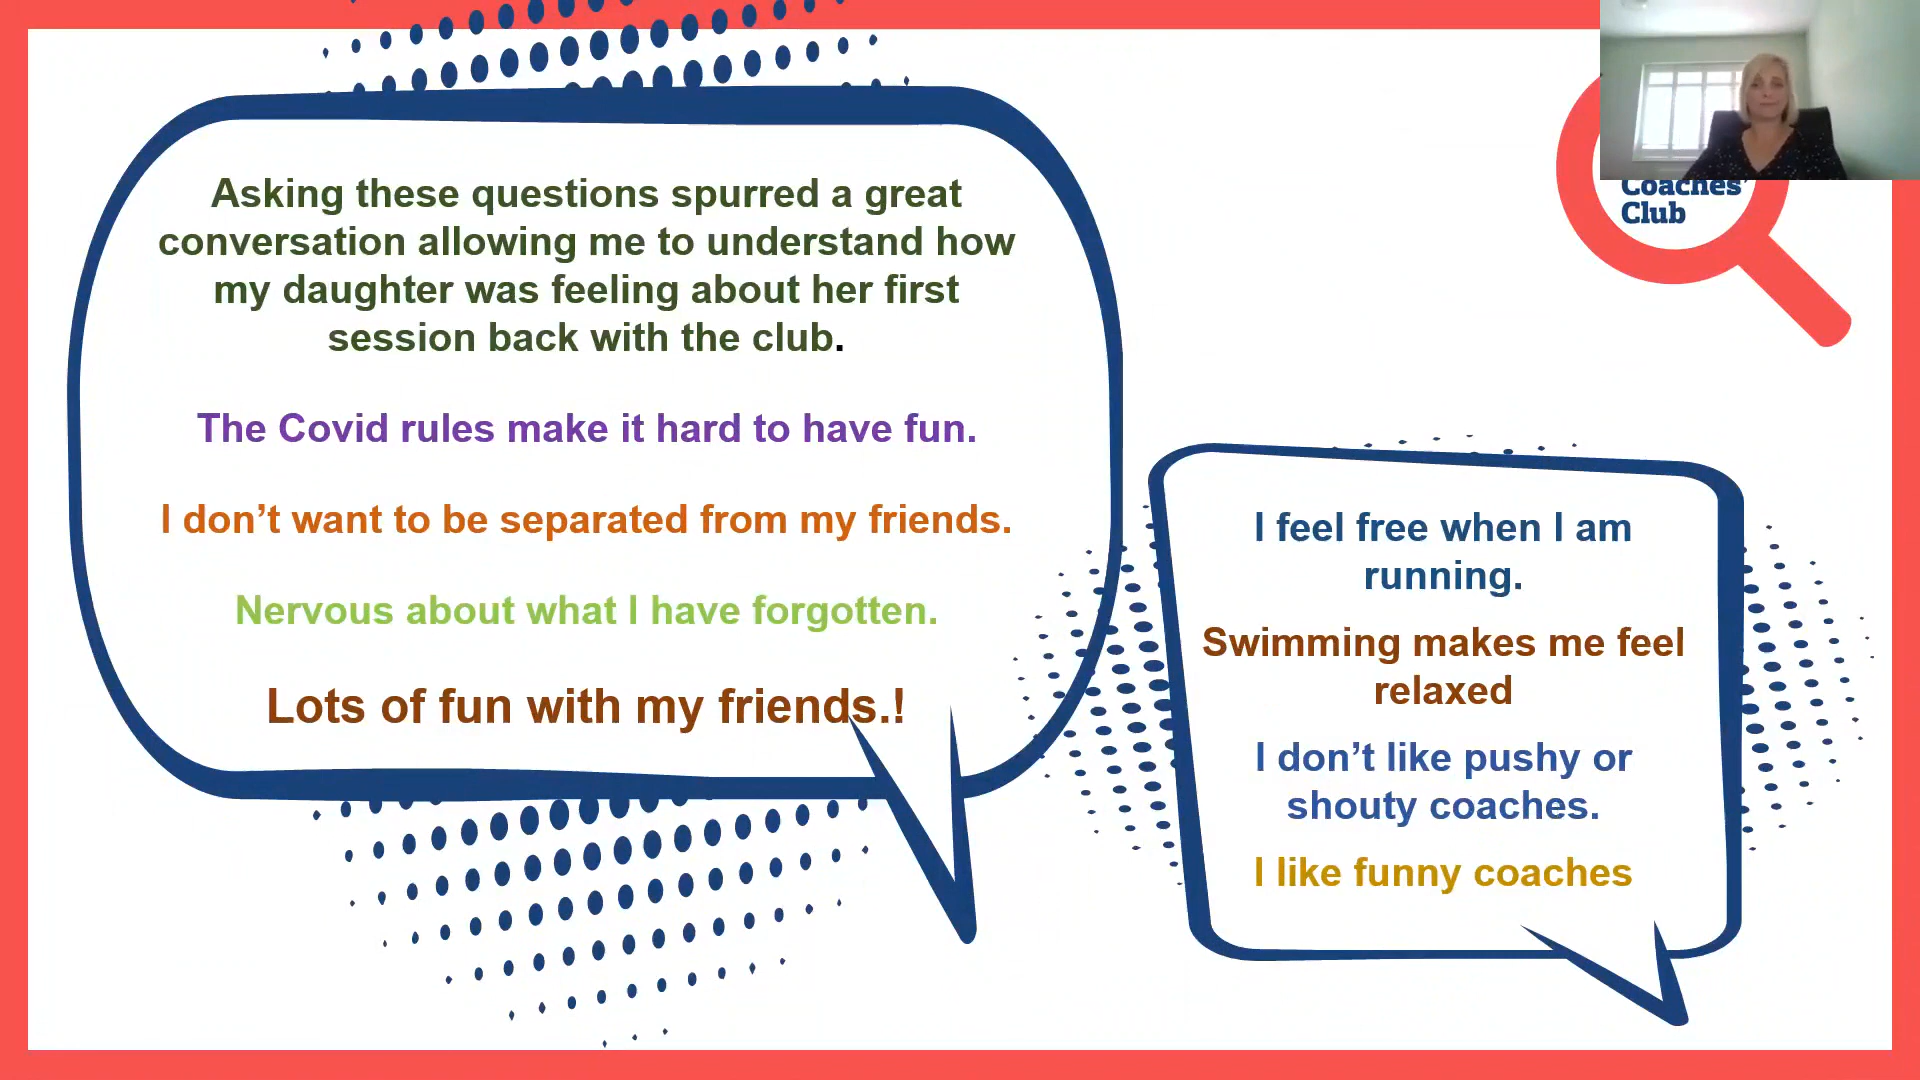 Asking these questions spurred a great
conversation allowing me to understand how
my daughter was feeling about her first
session back with the club.
The Covid rules make it hard to have fun.
I don’t want to be separated from my friends.
Nervous about what I have forgotten.
Lots of fun with my friends.!
Coaches’
Club
I feel free when I am
running.
Swimming makes me feel
relaxed
I don’t like pushy or
shouty coaches.
I like funny coaches